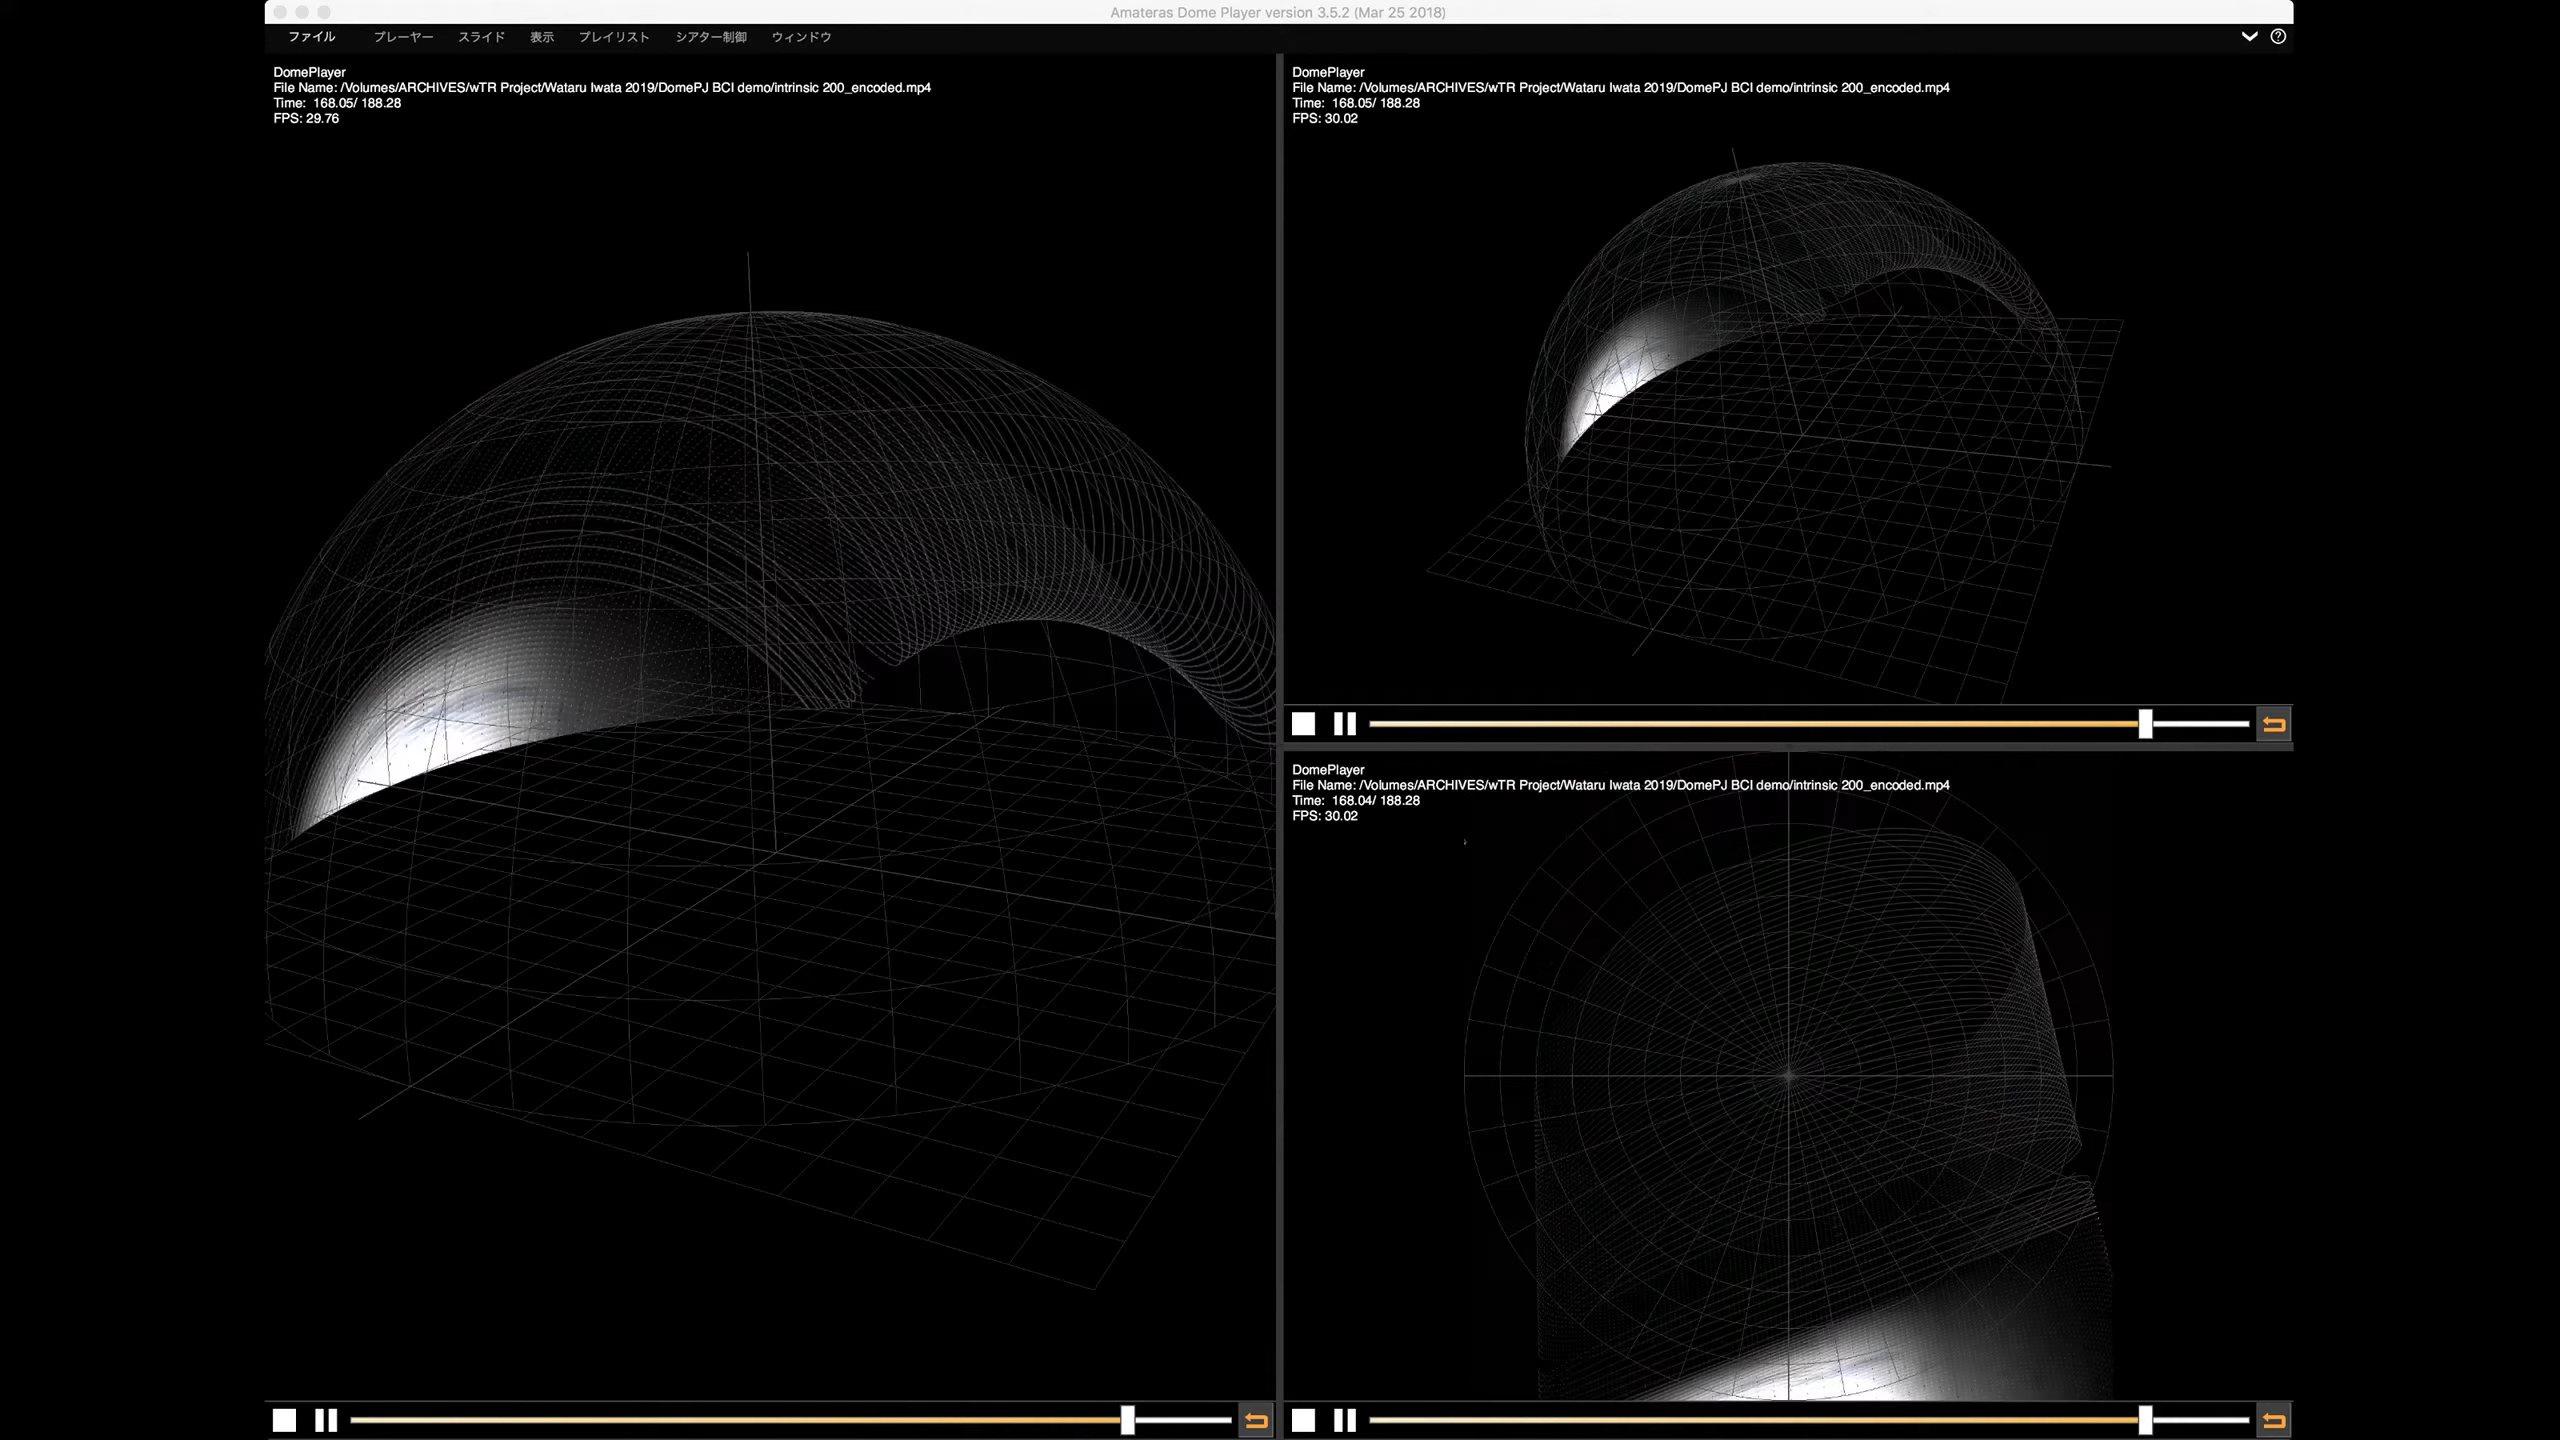 Amateras Dome Player version 3.5.2 (Mar 25 2018)
ファイル プレーヤー スライド 表示 プレイリスト シアター制御 ウィンドウ
DomePlayer
File Name: /Volumes/ARCHIVES/wTR Project/Wataru Iwata 2019/DomePJ BCI demo/intrinsic 200_encoded.mp4
Time: 168.05/ 188.28
FPS: 29.76
DomePlayer
File Name: /Volumes/ARCHIVES/wTR Project/Wataru Iwata 2019/DomePJ BCI demo/intrinsic 200_encoded.mp4
Time: 168.05/ 188.28
FPS: 30.02
DomePlayer
File Name: /Volumes/ARCHIVES/wTR Project/Wataru Iwata 2019/DomePJ BCI demo/intrinsic 200_encoded.mp4
Time: 168.04/ 188.28
FPS: 30.02